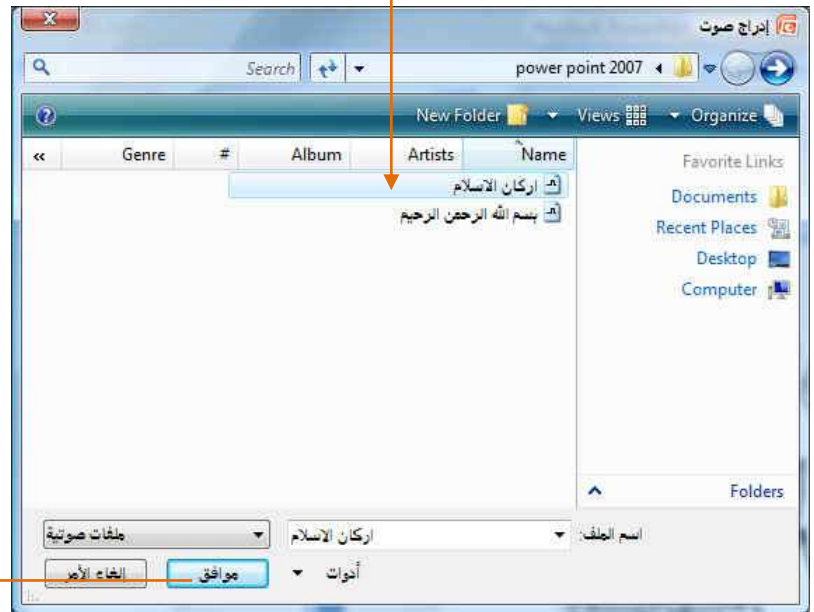 إدراج صوت
power point 2007
Search
Organize Views New Folder
Name Artists Album # Genre «
Favorite Links
Documents
Recent Places
Desktop
Computer
Folders
اركان الاسلام
بسم الله الرحمن الرحيم
اسم الملف: اركان الاسلام ملفات صوتية
أدوات موافق إلغاء الأمر